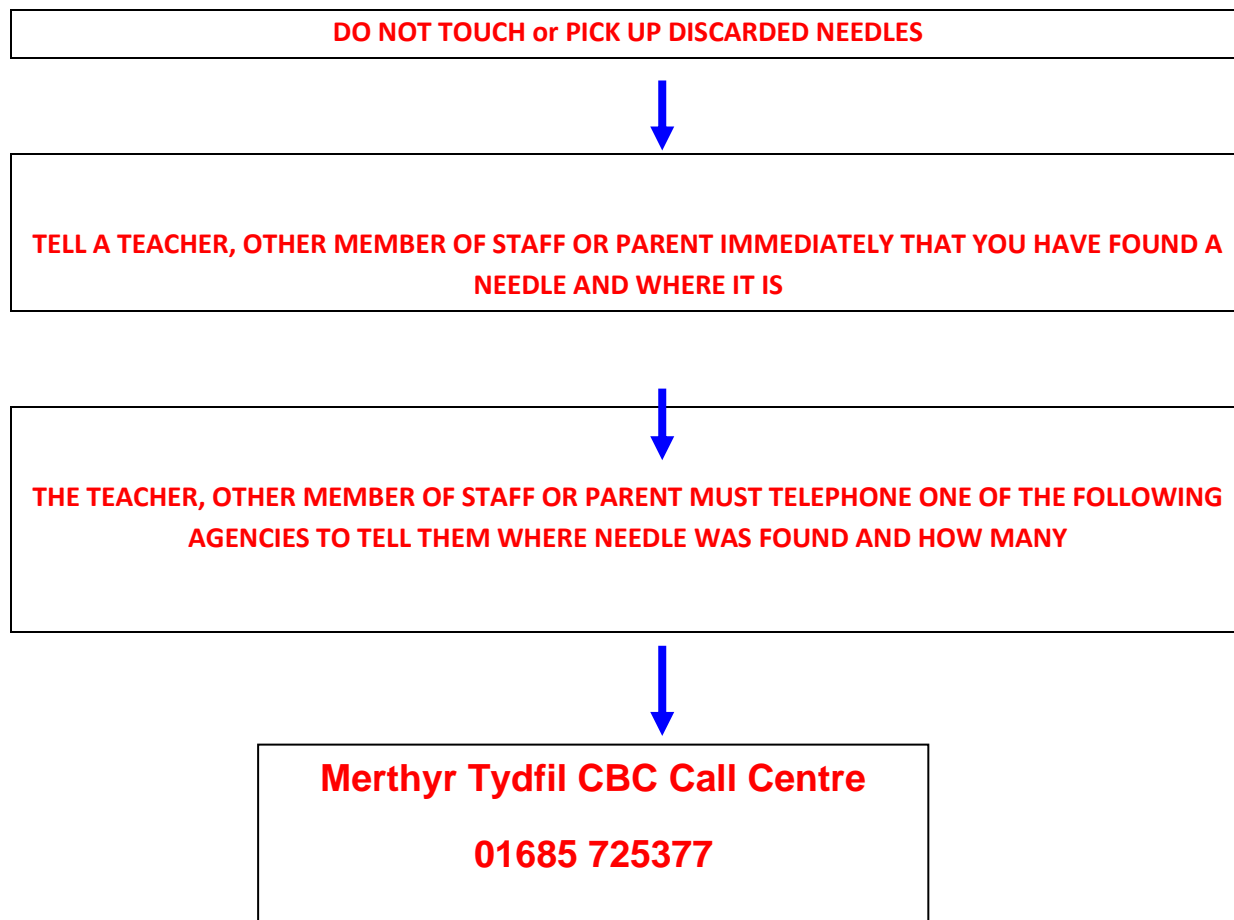 DO NOT TOUCH or PICK UP DISCARDED NEEDLES
TELL A TEACHER, OTHER MEMBER OF STAFF OR PARENT IMMEDIATELY THAT YOU HAVE FOUND A
NEEDLE AND WHERE IT IS
THE TEACHER, OTHER MEMBER OF STAFF OR PARENT MUST TELEPHONE ONE OF THE FOLLOWING
AGENCIES TO TELL THEM WHERE NEEDLE WAS FOUND AND HOW MANY
Merthyr Tydfil CBC Call Centre
01685 725377